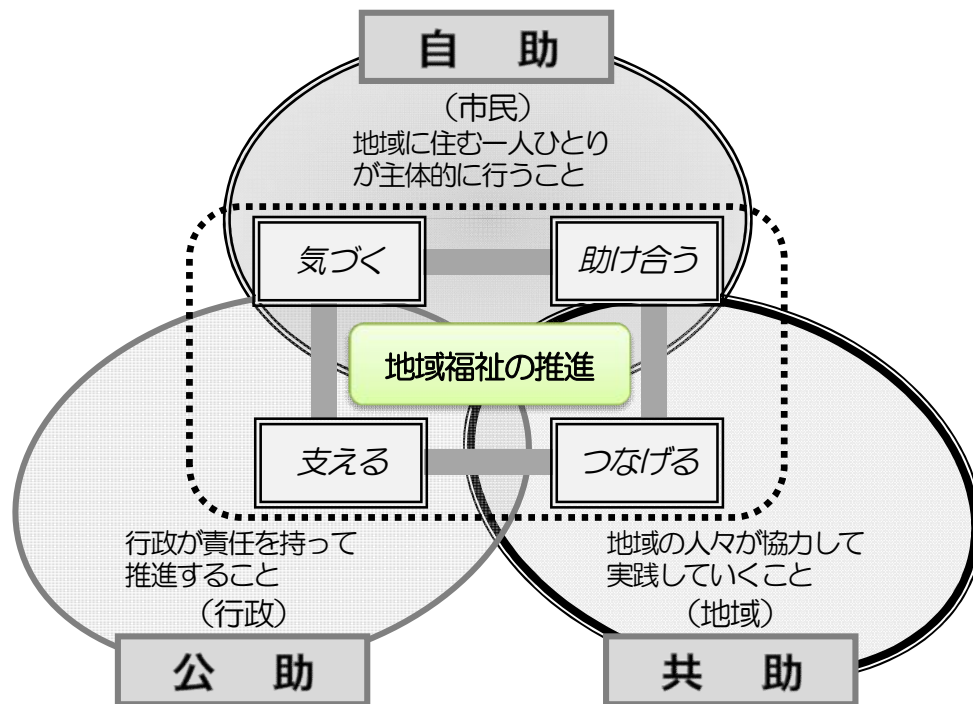 自　助
（市民）
地域に住む一人ひとり
が主体的に行うこと
気づく
助け合う
地域福祉の推進
支える
つなげる
行政が責任を持って
推進すること
（行政）
公　助
地域の人々が協力して
実践していくこと
（地域）
共　助